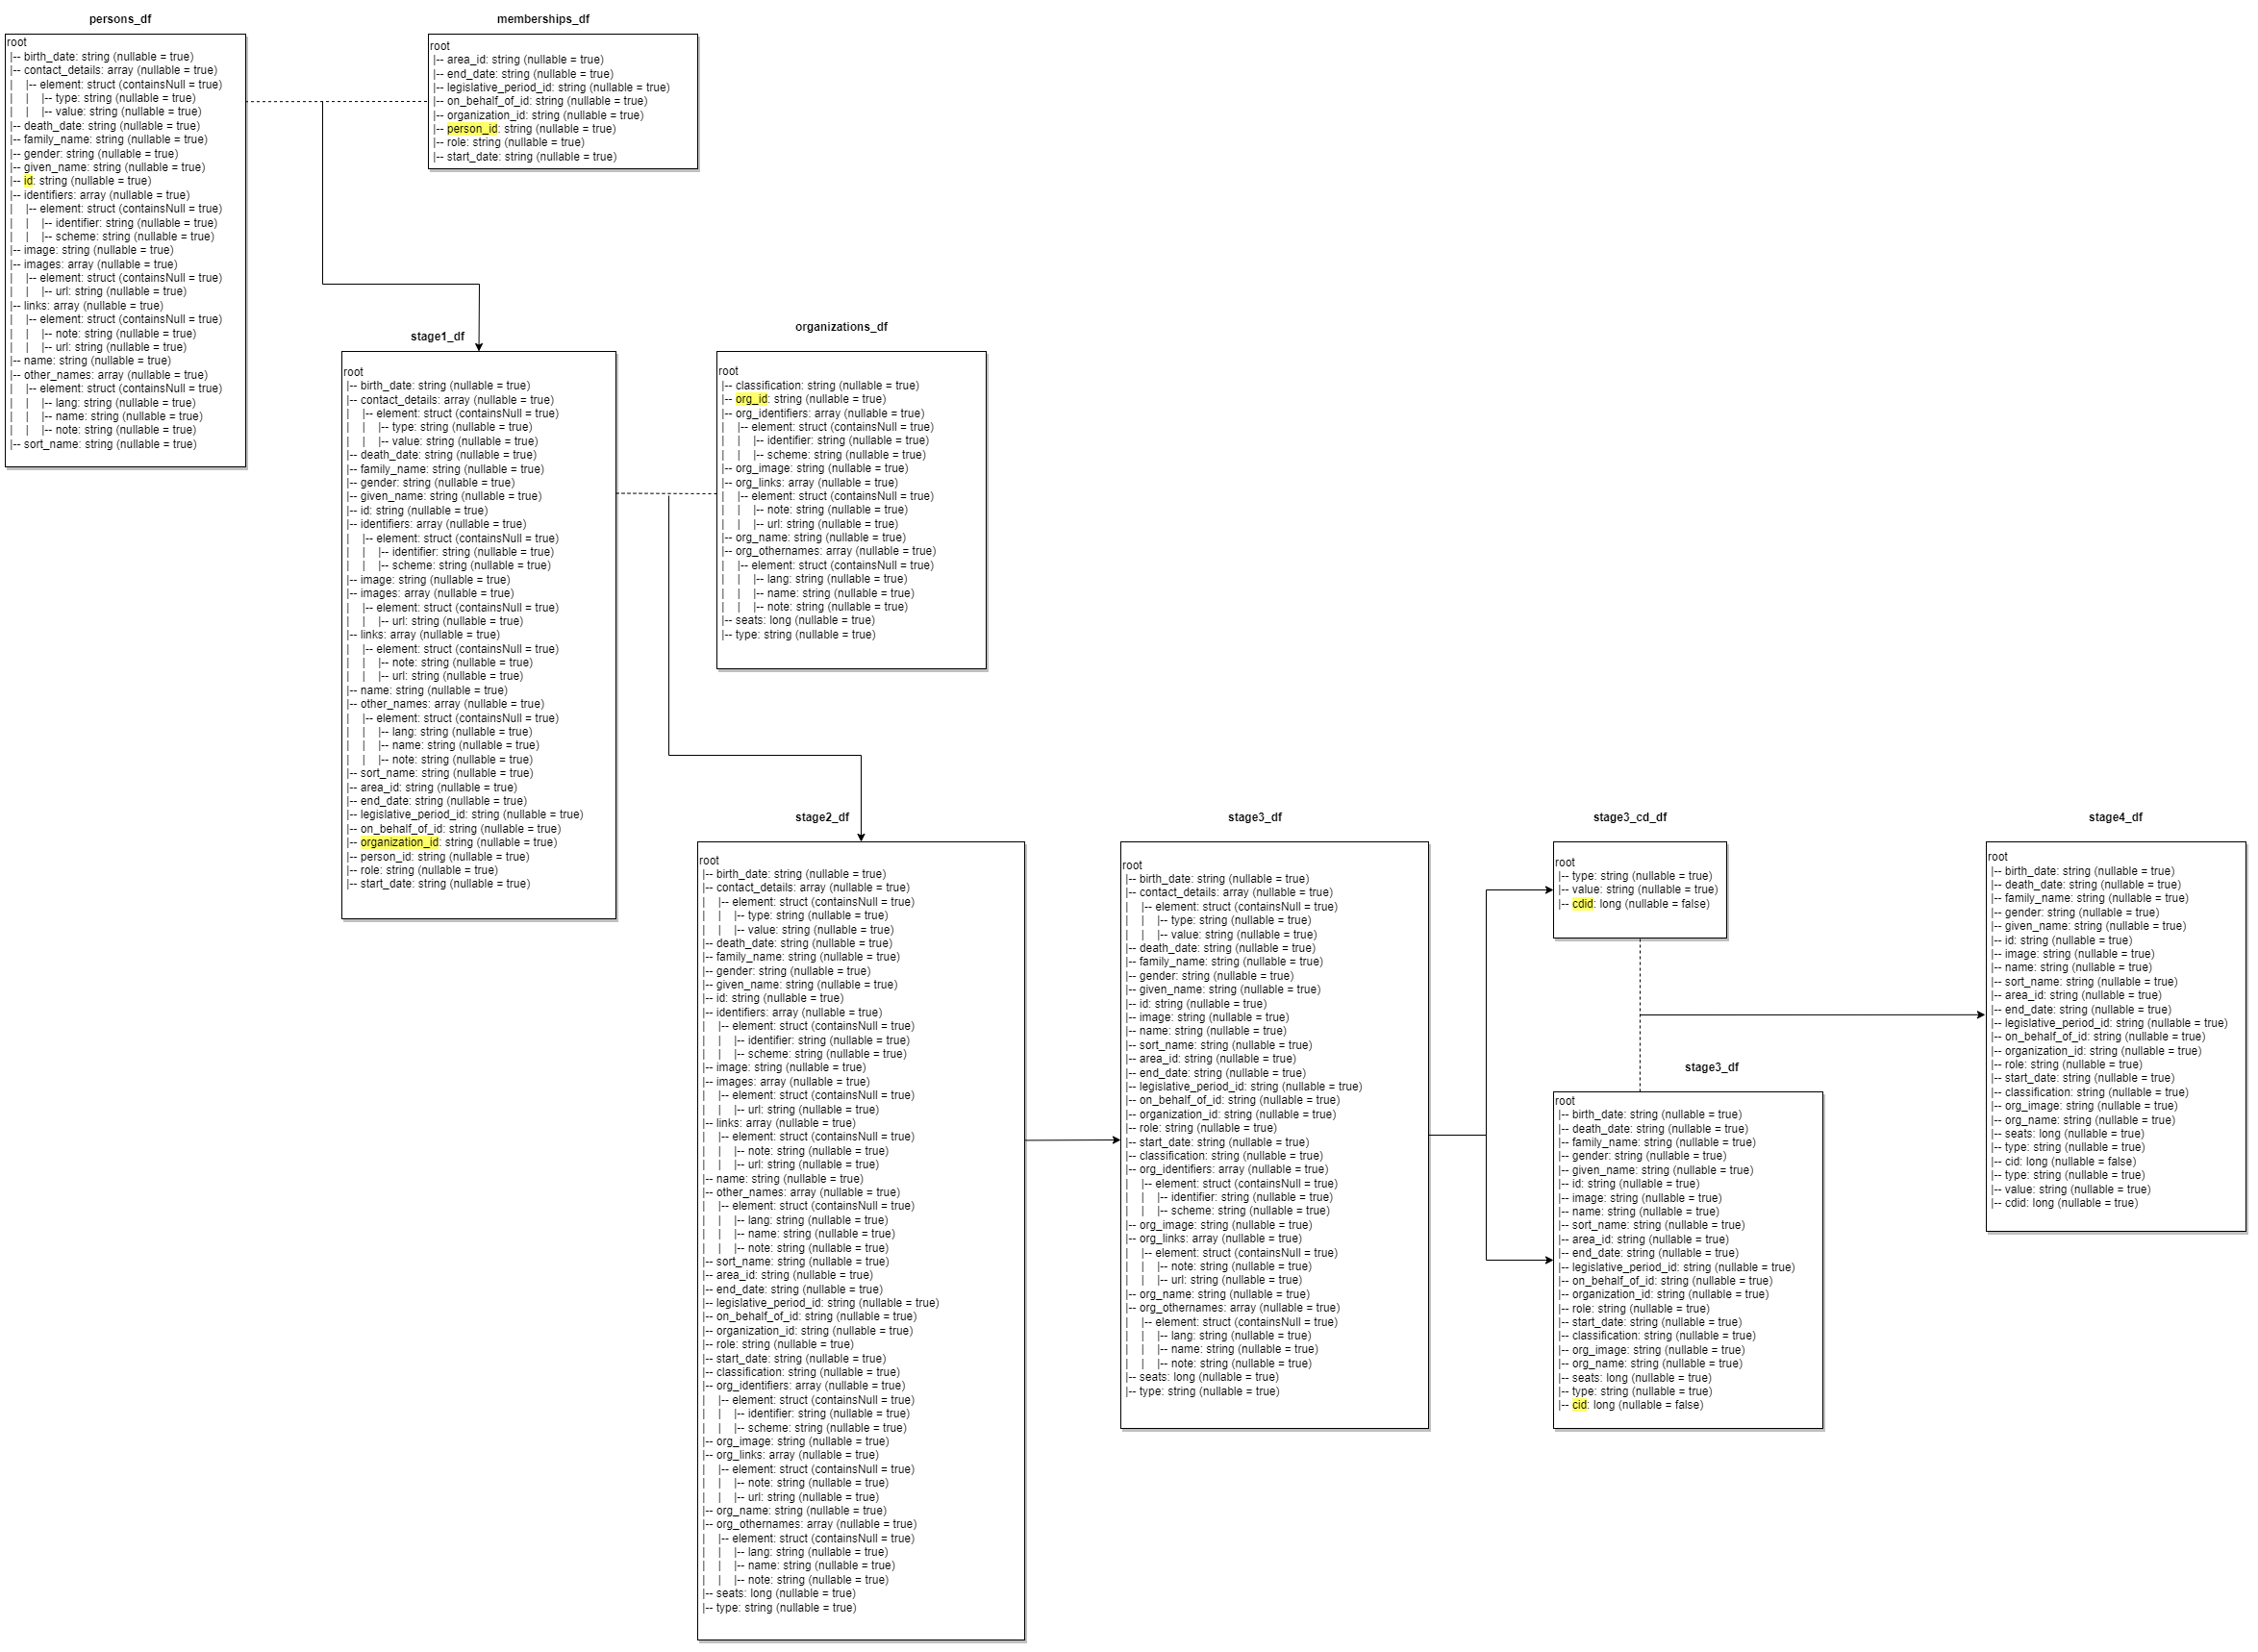 persons_df
root
|-- birth_date: string (nullable = true)
|-- contact_details: array (nullable = true)
| |-- element: struct (containsNull = true)
| | |-- type: string (nullable = true)
| | |-- value: string (nullable = true)
|-- death_date: string (nullable = true)
|-- family_name: string (nullable = true)
|-- gender: string (nullable = true)
|-- given_name: string (nullable = true)
|-- id: string (nullable = true)
|-- identifiers: array (nullable = true)
| |-- element: struct (containsNull = true)
| | |-- identifier: string (nullable = true)
| | |-- scheme: string (nullable = true)
|-- image: string (nullable = true)
|-- images: array (nullable = true)
| |-- element: struct (containsNull = true)
| | |-- url: string (nullable = true)
|-- links: array (nullable = true)
| |-- element: struct (containsNull = true)
| | |-- note: string (nullable = true)
| | |-- url: string (nullable = true)
|-- name: string (nullable = true)
|-- other_names: array (nullable = true)
| |-- element: struct (containsNull = true)
| | |-- lang: string (nullable = true)
| | |-- name: string (nullable = true)
| | |-- note: string (nullable = true)
|-- sort_name: string (nullable = true)
memberships_df
root
|-- area_id: string (nullable = true)
|-- end_date: string (nullable = true)
|-- legislative_period_id: string (nullable = true)
|-- on_behalf_of_id: string (nullable = true)
|-- organization_id: string (nullable = true)
|-- person_id: string (nullable = true)
|-- role: string (nullable = true)
|-- start_date: string (nullable = true)
stage1_df
root
|-- birth_date: string (nullable = true)
|-- contact_details: array (nullable = true)
| |-- element: struct (containsNull = true)
| | |-- type: string (nullable = true)
| | |-- value: string (nullable = true)
|-- death_date: string (nullable = true)
|-- family_name: string (nullable = true)
|-- gender: string (nullable = true)
|-- given_name: string (nullable = true)
|-- id: string (nullable = true)
|-- identifiers: array (nullable = true)
| |-- element: struct (containsNull = true)
| | |-- identifier: string (nullable = true)
| | |-- scheme: string (nullable = true)
|-- image: string (nullable = true)
|-- images: array (nullable = true)
| |-- element: struct (containsNull = true)
| | |-- url: string (nullable = true)
|-- links: array (nullable = true)
| |-- element: struct (containsNull = true)
| | |-- note: string (nullable = true)
| | |-- url: string (nullable = true)
|-- name: string (nullable = true)
|-- other_names: array (nullable = true)
| |-- element: struct (containsNull = true)
| | |-- lang: string (nullable = true)
| | |-- name: string (nullable = true)
| | |-- note: string (nullable = true)
|-- sort_name: string (nullable = true)
|-- area_id: string (nullable = true)
|-- end_date: string (nullable = true)
|-- legislative_period_id: string (nullable = true)
|-- on_behalf_of_id: string (nullable = true)
|-- organization_id: string (nullable = true)
|-- person_id: string (nullable = true)
|-- role: string (nullable = true)
|-- start_date: string (nullable = true)
organizations_df
root
|-- classification: string (nullable = true)
|-- org_id: string (nullable = true)
|-- org_identifiers: array (nullable = true)
| |-- element: struct (containsNull = true)
| | |-- identifier: string (nullable = true)
| | |-- scheme: string (nullable = true)
|-- org_image: string (nullable = true)
|-- org_links: array (nullable = true)
| |-- element: struct (containsNull = true)
| | |-- note: string (nullable = true)
| | |-- url: string (nullable = true)
|-- org_name: string (nullable = true)
|-- org_othernames: array (nullable = true)
| |-- element: struct (containsNull = true)
| | |-- lang: string (nullable = true)
| | |-- name: string (nullable = true)
| | |-- note: string (nullable = true)
|-- seats: long (nullable = true)
|-- type: string (nullable = true)
stage2_df
root
|-- birth_date: string (nullable = true)
|-- contact_details: array (nullable = true)
| |-- element: struct (containsNull = true)
| | |-- type: string (nullable = true)
| | |-- value: string (nullable = true)
|-- death_date: string (nullable = true)
|-- family_name: string (nullable = true)
|-- gender: string (nullable = true)
|-- given_name: string (nullable = true)
|-- id: string (nullable = true)
|-- identifiers: array (nullable = true)
| |-- element: struct (containsNull = true)
| | |-- identifier: string (nullable = true)
| | |-- scheme: string (nullable = true)
|-- image: string (nullable = true)
|-- images: array (nullable = true)
| |-- element: struct (containsNull = true)
| | |-- url: string (nullable = true)
|-- links: array (nullable = true)
| |-- element: struct (containsNull = true)
| | |-- note: string (nullable = true)
| | |-- url: string (nullable = true)
|-- name: string (nullable = true)
|-- other_names: array (nullable = true)
| |-- element: struct (containsNull = true)
| | |-- lang: string (nullable = true)
| | |-- name: string (nullable = true)
| | |-- note: string (nullable = true)
|-- sort_name: string (nullable = true)
|-- area_id: string (nullable = true)
|-- end_date: string (nullable = true)
|-- legislative_period_id: string (nullable = true)
|-- on_behalf_of_id: string (nullable = true)
|-- organization_id: string (nullable = true)
|-- role: string (nullable = true)
|-- start_date: string (nullable = true)
|-- classification: string (nullable = true)
|-- org_identifiers: array (nullable = true)
| |-- element: struct (containsNull = true)
| | |-- identifier: string (nullable = true)
| | |-- scheme: string (nullable = true)
|-- org_image: string (nullable = true)
|-- org_links: array (nullable = true)
| |-- element: struct (containsNull = true)
| | |-- note: string (nullable = true)
| | |-- url: string (nullable = true)
|-- org_name: string (nullable = true)
|-- org_othernames: array (nullable = true)
| |-- element: struct (containsNull = true)
| | |-- lang: string (nullable = true)
| | |-- name: string (nullable = true)
| | |-- note: string (nullable = true)
|-- seats: long (nullable = true)
|-- type: string (nullable = true)
stage3_df
root
|-- birth_date: string (nullable = true)
|-- contact_details: array (nullable = true)
| |-- element: struct (containsNull = true)
| | |-- type: string (nullable = true)
| | |-- value: string (nullable = true)
|-- death_date: string (nullable = true)
|-- family_name: string (nullable = true)
|-- gender: string (nullable = true)
|-- given_name: string (nullable = true)
|-- id: string (nullable = true)
|-- image: string (nullable = true)
|-- name: string (nullable = true)
|-- sort_name: string (nullable = true)
|-- area_id: string (nullable = true)
|-- end_date: string (nullable = true)
|-- legislative_period_id: string (nullable = true)
|-- on_behalf_of_id: string (nullable = true)
|-- organization_id: string (nullable = true)
|-- role: string (nullable = true)
|-- start_date: string (nullable = true)
|-- classification: string (nullable = true)
|-- org_identifiers: array (nullable = true)
| |-- element: struct (containsNull = true)
| | |-- identifier: string (nullable = true)
| | |-- scheme: string (nullable = true)
|-- org_image: string (nullable = true)
|-- org_links: array (nullable = true)
| |-- element: struct (containsNull = true)
| | |-- note: string (nullable = true)
| | |-- url: string (nullable = true)
|-- org_name: string (nullable = true)
|-- org_othernames: array (nullable = true)
| |-- element: struct (containsNull = true)
| | |-- lang: string (nullable = true)
| | |-- name: string (nullable = true)
| | |-- note: string (nullable = true)
|-- seats: long (nullable = true)
|-- type: string (nullable = true)
stage3_cd_df
root
|-- type: string (nullable = true)
|-- value: string (nullable = true)
|-- cdid: long (nullable = false)
stage3_df
root
|-- birth_date: string (nullable = true)
|-- death_date: string (nullable = true)
|-- family_name: string (nullable = true)
|-- gender: string (nullable = true)
|-- given_name: string (nullable = true)
|-- id: string (nullable = true)
|-- image: string (nullable = true)
|-- name: string (nullable = true)
|-- sort_name: string (nullable = true)
|-- area_id: string (nullable = true)
|-- end_date: string (nullable = true)
|-- legislative_period_id: string (nullable = true)
|-- on_behalf_of_id: string (nullable = true)
|-- organization_id: string (nullable = true)
|-- role: string (nullable = true)
|-- start_date: string (nullable = true)
|-- classification: string (nullable = true)
|-- org_image: string (nullable = true)
|-- org_name: string (nullable = true)
|-- seats: long (nullable = true)
|-- type: string (nullable = true)
|-- cid: long (nullable = false)
stage4_df
root
|-- birth_date: string (nullable = true)
|-- death_date: string (nullable = true)
|-- family_name: string (nullable = true)
|-- gender: string (nullable = true)
|-- given_name: string (nullable = true)
|-- id: string (nullable = true)
|-- image: string (nullable = true)
|-- name: string (nullable = true)
|-- sort_name: string (nullable = true)
|-- area_id: string (nullable = true)
|-- end_date: string (nullable = true)
|-- legislative_period_id: string (nullable = true)
|-- on_behalf_of_id: string (nullable = true)
|-- organization_id: string (nullable = true)
|-- role: string (nullable = true)
|-- start_date: string (nullable = true)
|-- classification: string (nullable = true)
|-- org_image: string (nullable = true)
|-- org_name: string (nullable = true)
|-- seats: long (nullable = true)
|-- type: string (nullable = true)
|-- cid: long (nullable = false)
|-- type: string (nullable = true)
|-- value: string (nullable = true)
|-- cdid: long (nullable = true)